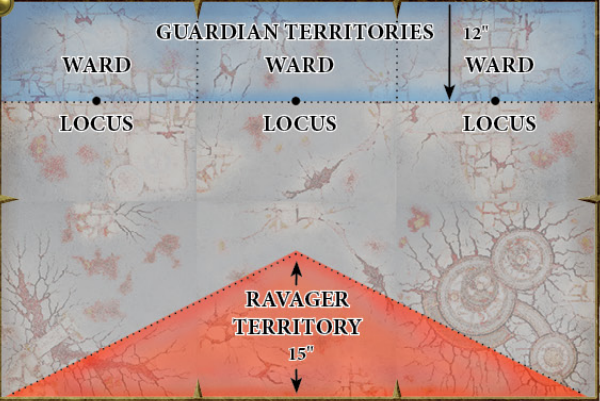 GUARDIAN TERRITORIES 12"
WARD WARD WARD
LOCUS LOCUS LOCUS
RAVAGER
TERRITORY
15"